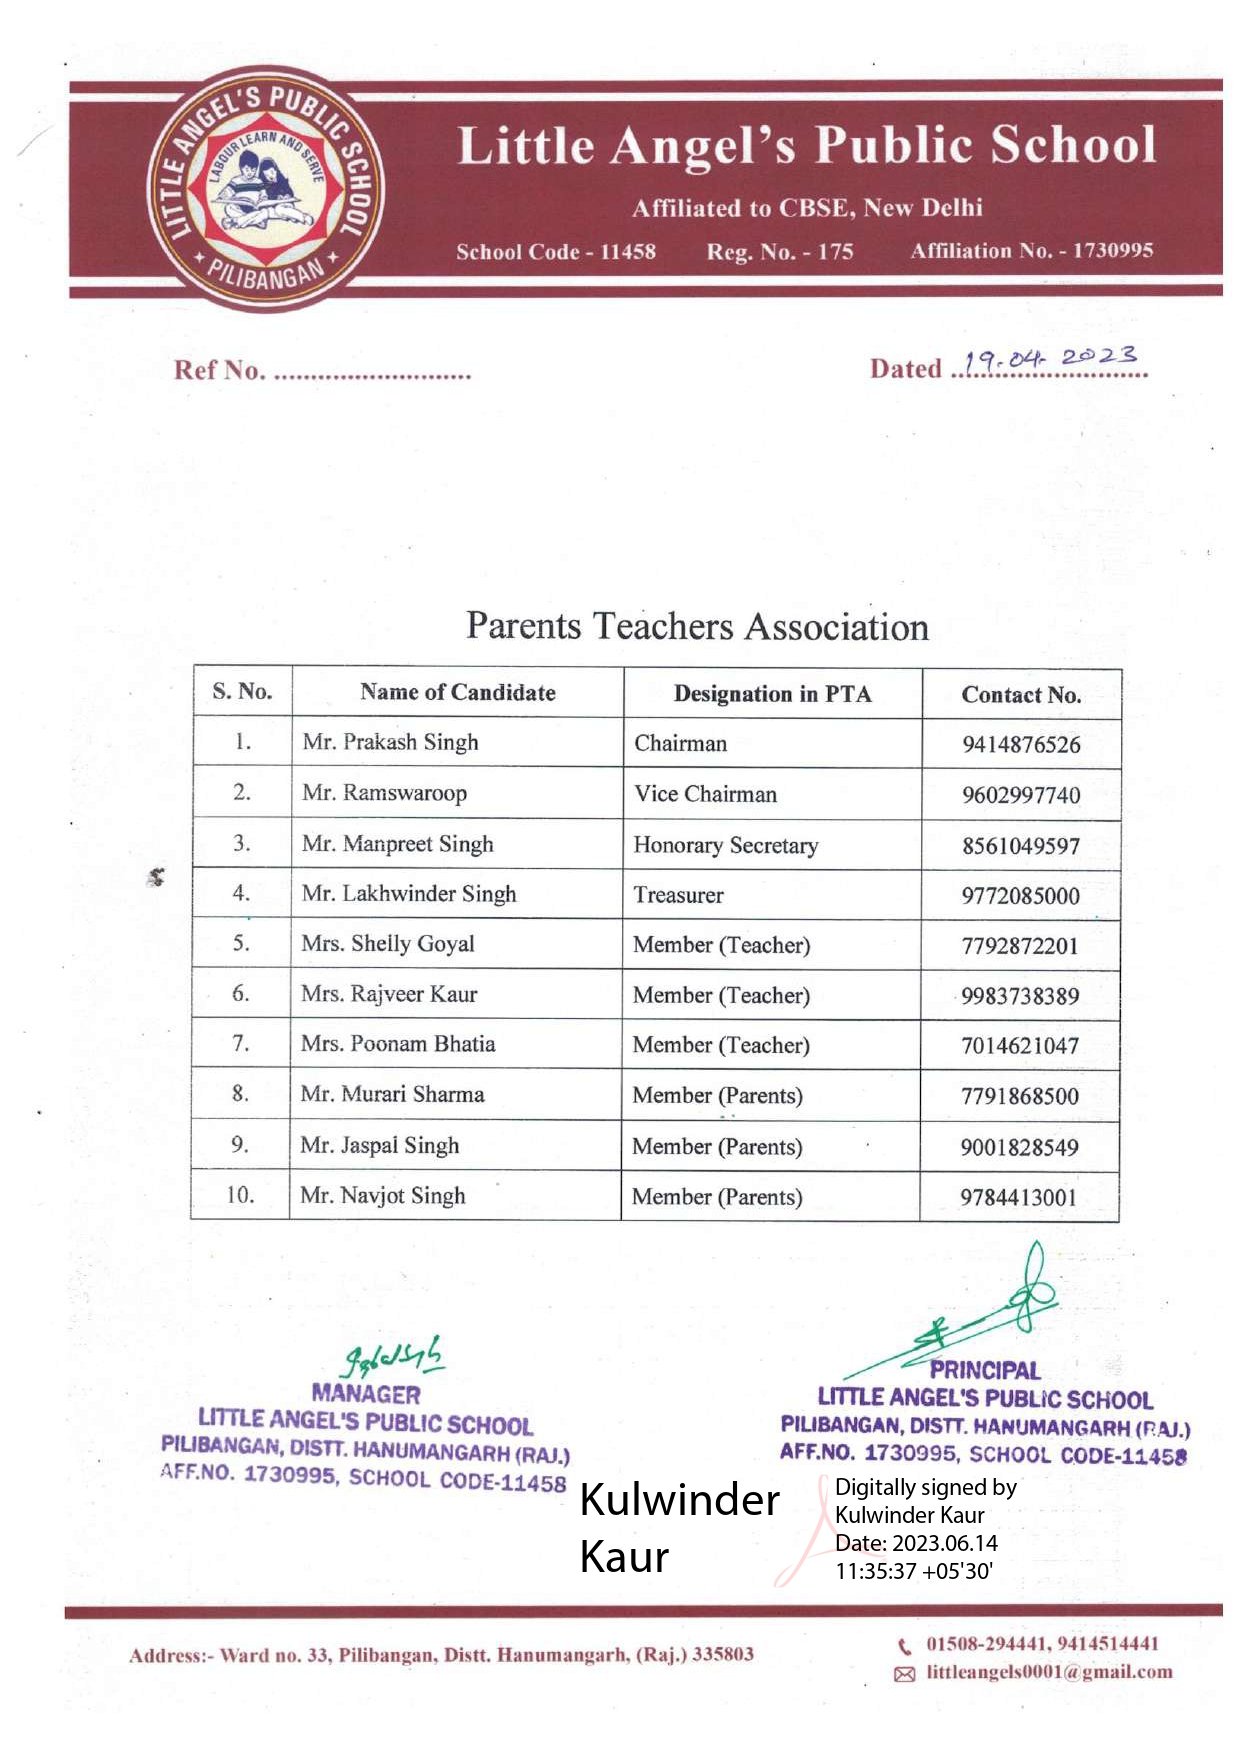 LITTLE ANGEL'S PUBLIC SCHOOL
LABOUR LEARN AND SERVE
PILIBANGAN
Little Angel's Public School
Affiliated to CBSE, New Delhi
School Code - 11458 Reg. No. - 175 Affiliation No. - 1730995
Ref No. ............................ Dated ..19.04.2023..........................
Parents Teachers Association
S. No. Name of Candidate Designation in PTA Contact No.
1. Mr. Prakash Singh Chairman 9414876526
2. Mr. Ramswaroop Vice Chairman 9602997740
3. Mr. Manpreet Singh Honorary Secretary 8561049597
4. Mr. Lakhwinder Singh Treasurer 9772085000
5. Mrs. Shelly Goyal Member (Teacher) 7792872201
6. Mrs. Rajveer Kaur Member (Teacher) 9983738389
7. Mrs. Poonam Bhatia Member (Teacher) 7014621047
8. Mr. Murari Sharma Member (Parents) 7791868500
9. Mr. Jaspal Singh Member (Parents) 9001828549
10. Mr. Navjot Singh Member (Parents) 9784413001
MANAGER
LITTLE ANGEL'S PUBLIC SCHOOL
PILIBANGAN, DISTT. HANUMANGARH (RAJ.)
AFF.NO. 1730995, SCHOOL CODE-11458
PRINCIPAL
LITTLE ANGEL'S PUBLIC SCHOOL
PILIBANGAN, DISTT. HANUMANGARH (RAJ.)
AFF.NO. 1730995, SCHOOL CODE-11458
Kulwinder
Kaur
Digitally signed by
Kulwinder Kaur
Date: 2023.06.14
11:35:37 +05'30'
Address:- Ward no. 33, Pilibangan, Distt. Hanumangarh, (Raj.) 335803
01508-294441, 9414514441
littleangels0001@gmail.com